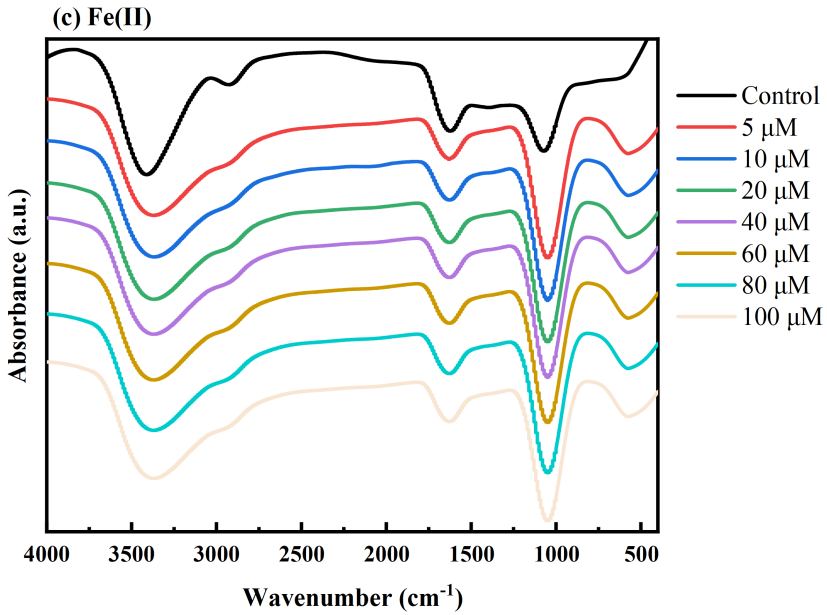 (c) Fe(II)
Control
5 μM
10 μM
20 μM
40 μM
60 μM
80 μM
100 μM
Absorbance (a.u.)
4000 3500 3000 2500 2000 1500 1000 500
Wavenumber (cm⁻¹)